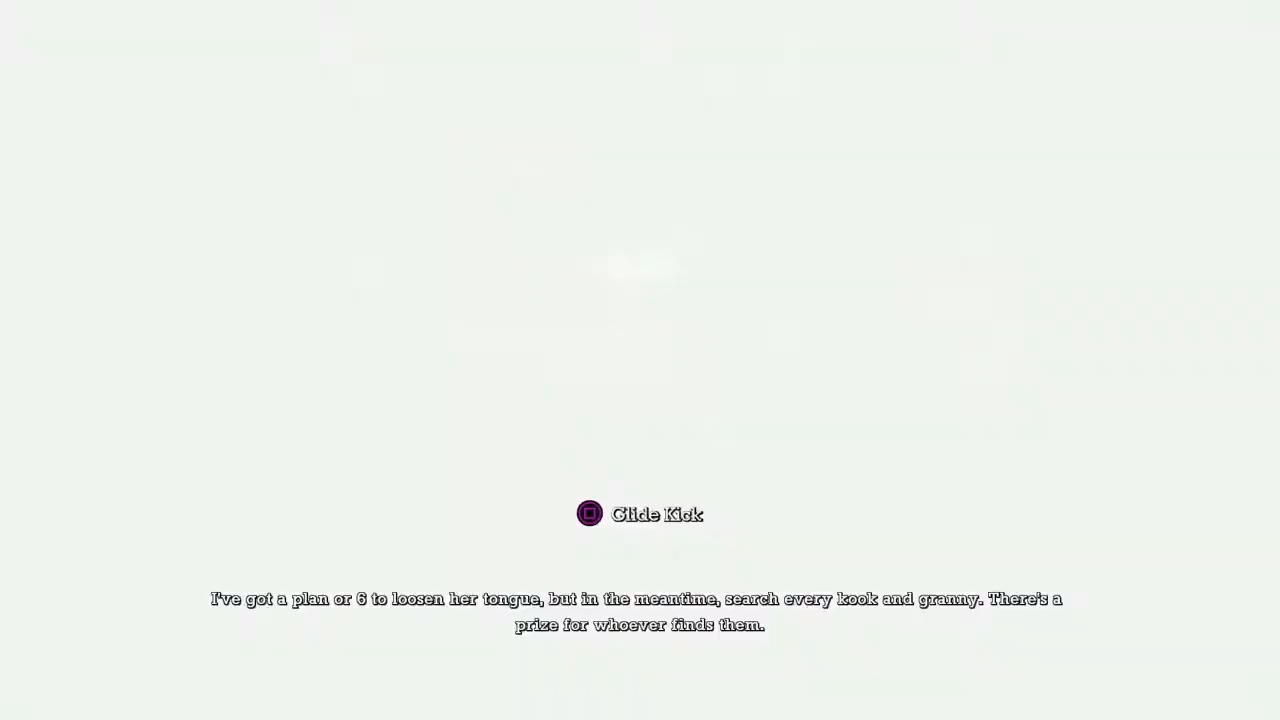 Glide Kick
I've got a plan or 6 to loosen her tongue, but in the meantime, search every kook and granny. There's a
prize for whoever finds them.